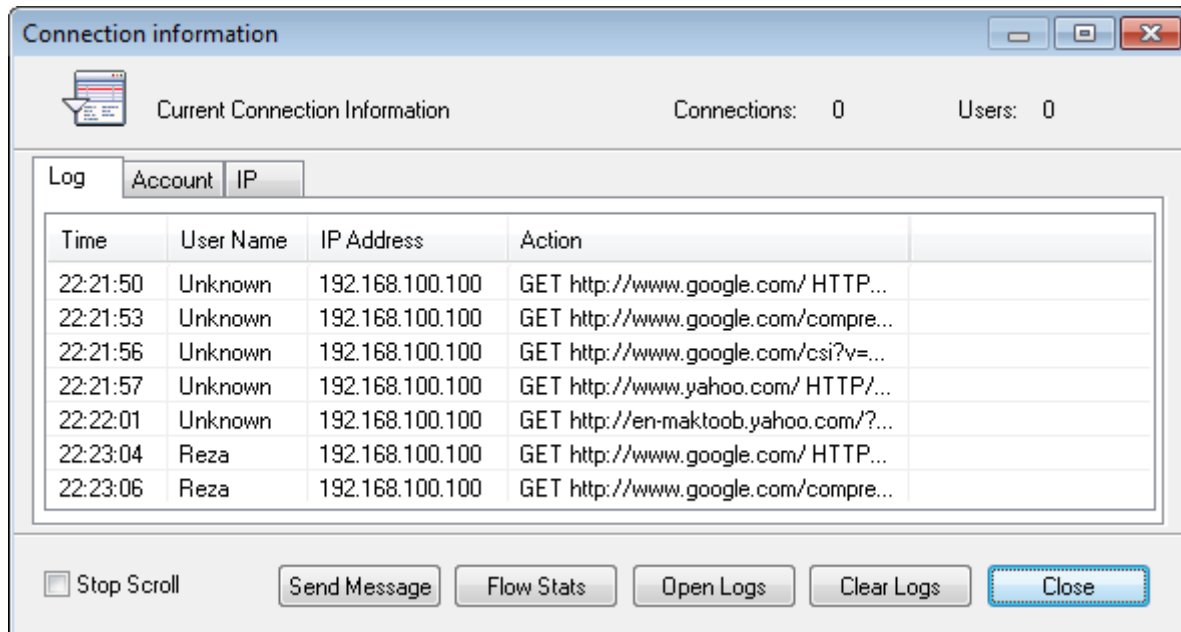 Connection information
Current Connection Information Connections: 0 Users: 0
Log Account IP
Time User Name IP Address Action
22:21:50 Unknown 192.168.100.100 GET http://www.google.com/ HTTP...
22:21:53 Unknown 192.168.100.100 GET http://www.google.com/compre...
22:21:56 Unknown 192.168.100.100 GET http://www.google.com/csi?v=...
22:21:57 Unknown 192.168.100.100 GET http://www.yahoo.com/ HTTP/...
22:22:01 Unknown 192.168.100.100 GET http://en-maktoob.yahoo.com/?...
22:23:04 Reza 192.168.100.100 GET http://www.google.com/ HTTP...
22:23:06 Reza 192.168.100.100 GET http://www.google.com/compre...
Stop Scroll Send Message Flow Stats Open Logs Clear Logs Close